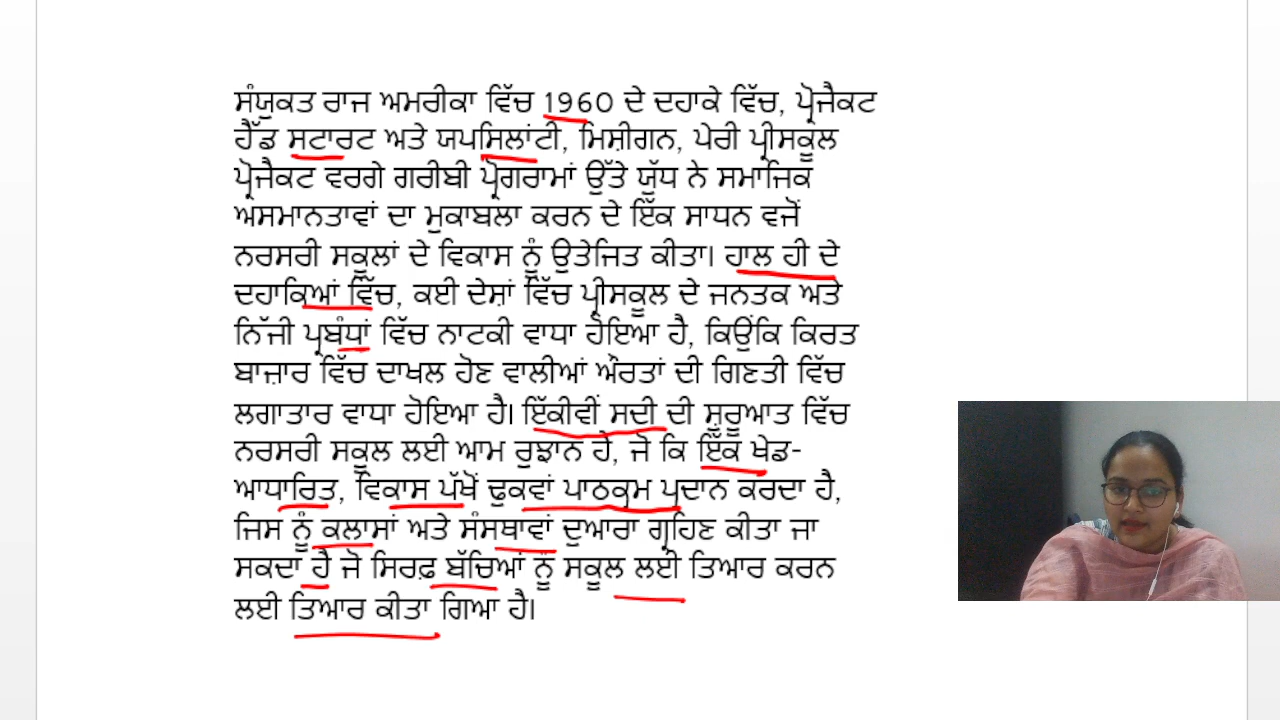 ਸੰਯੁਕਤ ਰਾਜ ਅਮਰੀਕਾ ਵਿੱਚ 1960 ਦੇ ਦਹਾਕੇ ਵਿੱਚ, ਪ੍ਰੋਜੈਕਟ
ਹੈੱਡ ਸਟਾਰਟ ਅਤੇ ਯਪਸਿਲਾਂਟੀ, ਮਿਸ਼ੀਗਨ, ਪੇਰੀ ਪ੍ਰੀਸਕੂਲ
ਪ੍ਰੋਜੈਕਟ ਵਰਗੇ ਗਰੀਬੀ ਪ੍ਰੋਗਰਾਮਾਂ ਉੱਤੇ ਯੁੱਧ ਨੇ ਸਮਾਜਿਕ
ਅਸਮਾਨਤਾਵਾਂ ਦਾ ਮੁਕਾਬਲਾ ਕਰਨ ਦੇ ਇੱਕ ਸਾਧਨ ਵਜੋਂ
ਨਰਸਰੀ ਸਕੂਲਾਂ ਦੇ ਵਿਕਾਸ ਨੂੰ ਉਤੇਜਿਤ ਕੀਤਾ। ਹਾਲ ਹੀ ਦੇ
ਦਹਾਕਿਆਂ ਵਿੱਚ, ਕਈ ਦੇਸ਼ਾਂ ਵਿੱਚ ਪ੍ਰੀਸਕੂਲ ਦੇ ਜਨਤਕ ਅਤੇ
ਨਿੱਜੀ ਪ੍ਰਬੰਧਾਂ ਵਿੱਚ ਨਾਟਕੀ ਵਾਧਾ ਹੋਇਆ ਹੈ, ਕਿਉਂਕਿ ਕਿਰਤ
ਬਾਜ਼ਾਰ ਵਿੱਚ ਦਾਖਲ ਹੋਣ ਵਾਲੀਆਂ ਔਰਤਾਂ ਦੀ ਗਿਣਤੀ ਵਿੱਚ
ਲਗਾਤਾਰ ਵਾਧਾ ਹੋਇਆ ਹੈ। ਇੱਕੀਵੀਂ ਸਦੀ ਦੀ ਸ਼ੁਰੂਆਤ ਵਿੱਚ
ਨਰਸਰੀ ਸਕੂਲ ਲਈ ਆਮ ਰੁਝਾਨ ਹੈ, ਜੋ ਕਿ ਇੱਕ ਖੇਡ-
ਆਧਾਰਿਤ, ਵਿਕਾਸ ਪੱਖੋਂ ਢੁਕਵਾਂ ਪਾਠਕ੍ਰਮ ਪ੍ਰਦਾਨ ਕਰਦਾ ਹੈ,
ਜਿਸ ਨੂੰ ਕਲਾਸਾਂ ਅਤੇ ਸੰਸਥਾਵਾਂ ਦੁਆਰਾ ਗ੍ਰਹਿਣ ਕੀਤਾ ਜਾ
ਸਕਦਾ ਹੈ ਜੋ ਸਿਰਫ਼ ਬੱਚਿਆਂ ਨੂੰ ਸਕੂਲ ਲਈ ਤਿਆਰ ਕਰਨ
ਲਈ ਤਿਆਰ ਕੀਤਾ ਗਿਆ ਹੈ।